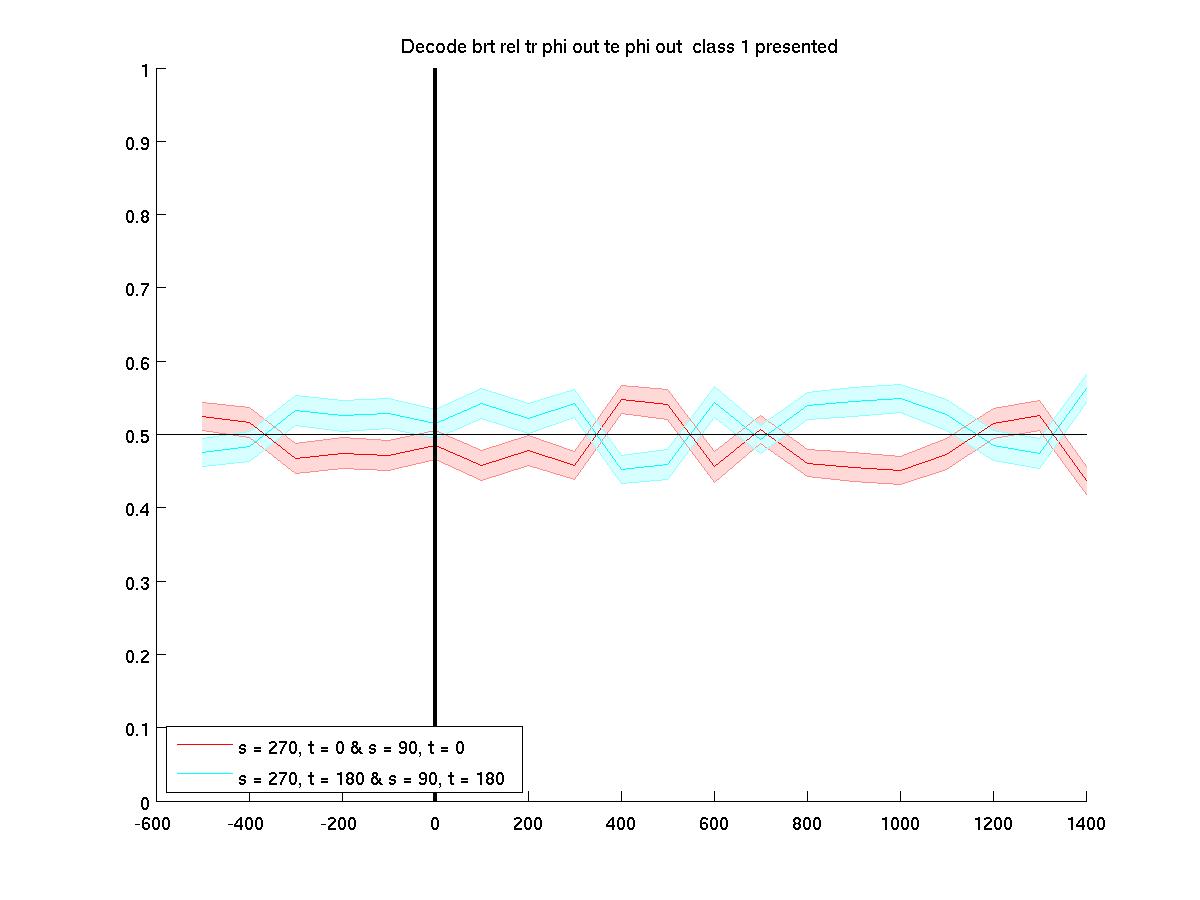 Decode brt rel tr phi out te phi out  class 1 presented
1
0.9
0.8
0.7
0.6
0.5
0.4
0.3
0.2
0.1
0
s = 270, t = 0 & s = 90, t = 0
s = 270, t = 180 & s = 90, t = 180
-600 -400 -200 0 200 400 600 800 1000 1200 1400